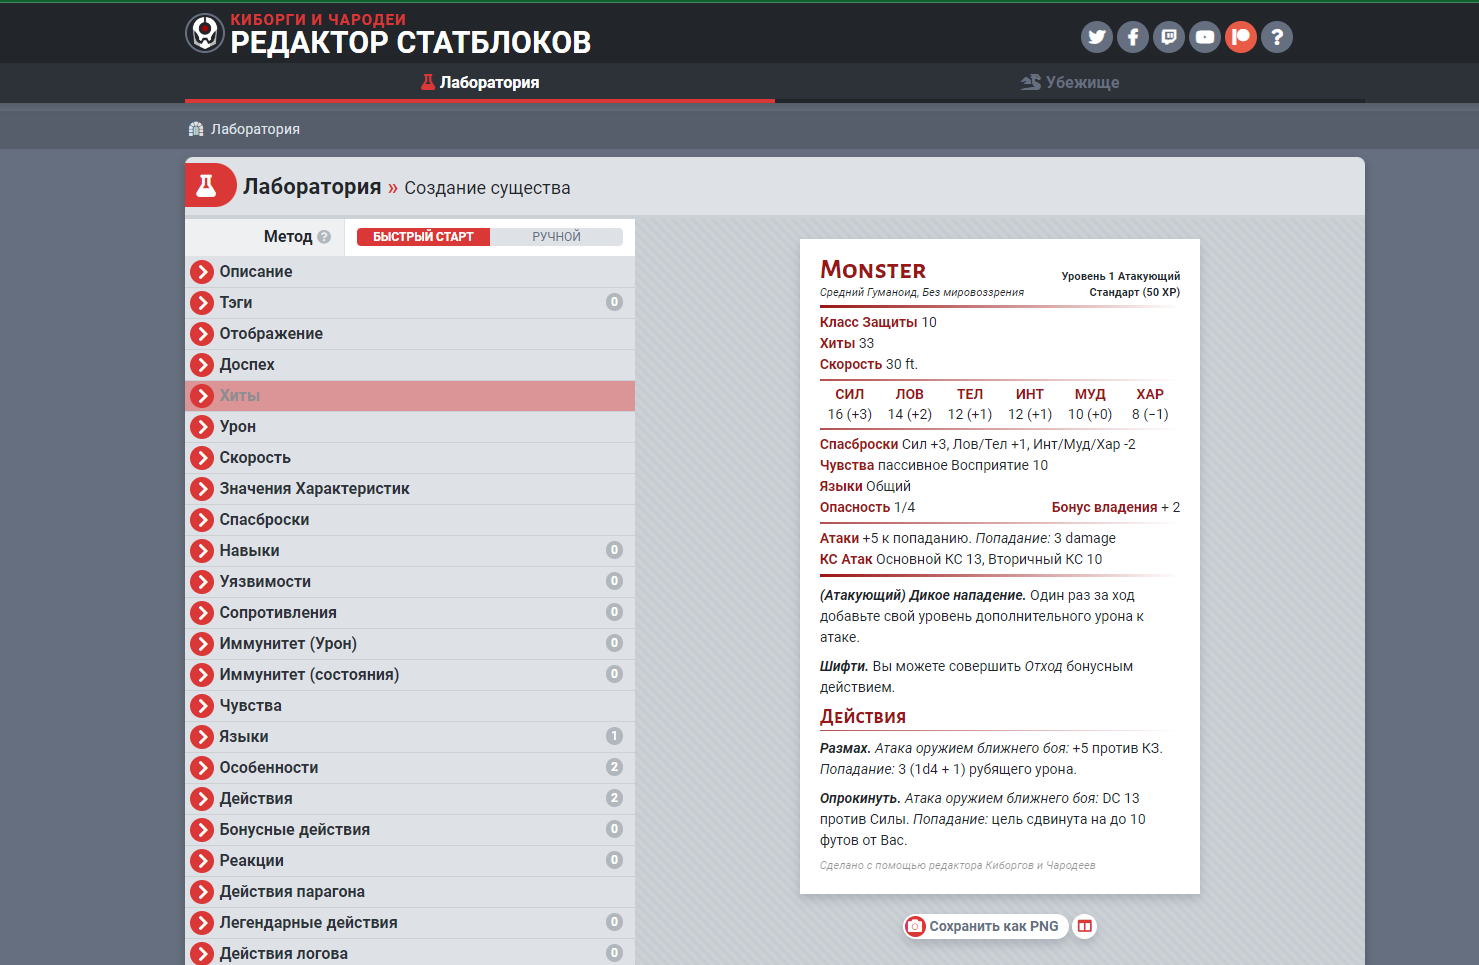 КИБОРГИ И ЧАРОДЕИ
РЕДАКТОР СТАТБЛОКОВ
?
Лаборатория
Убежище
Лаборатория
Лаборатория » Создание существа
Метод ?
БЫСТРЫЙ СТАРТ РУЧНОЙ
Описание
Тэги 0
Отображение
Доспех
Хиты
Урон
Скорость
Значения Характеристик
Спасброски
Навыки 0
Уязвимости 0
Сопротивления 0
Иммунитет (Урон) 0
Иммунитет (состояния) 0
Чувства
Языки 1
Особенности 2
Действия 2
Бонусные действия 0
Реакции 0
Действия парагона
Легендарные действия 0
Действия логова 0
Monster
Уровень 1 Атакующий
Средний Гуманоид, Без мировоззрения
Стандарт (50 XP)
Класс Защиты 10
Хиты 33
Скорость 30 ft.
СИЛ ЛОВ ТЕЛ ИНТ МУД ХАР
16 (+3) 14 (+2) 12 (+1) 12 (+1) 10 (+0) 8 (−1)
Спасброски Сил +3, Лов/Тел +1, Инт/Муд/Хар -2
Чувства пассивное Восприятие 10
Языки Общий
Опасность 1/4 Бонус владения + 2
Атаки +5 к попаданию. Попадание: 3 damage
КС Атак Основной КС 13, Вторичный КС 10
(Атакующий) Дикое нападение. Один раз за ход
добавьте свой уровень дополнительного урона к
атаке.
Шифти. Вы можете совершить Отход бонусным
действием.
Действия
Размах. Атака оружием ближнего боя: +5 против КЗ.
Попадание: 3 (1d4 + 1) рубящего урона.
Опрокинуть. Атака оружием ближнего боя: DC 13
против Силы. Попадание: цель сдвинута на до 10
футов от Вас.
Сделано с помощью редактора Киборгов и Чародеев
Сохранить как PNG